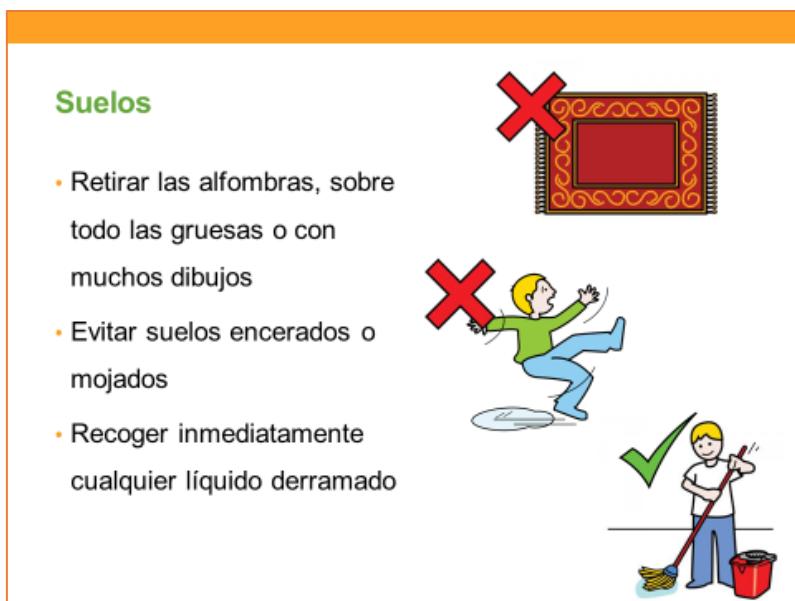 Suelos
• Retirar las alfombras, sobre
todo las gruesas o con
muchos dibujos
• Evitar suelos encerados o
mojados
• Recoger inmediatamente
cualquier líquido derramado